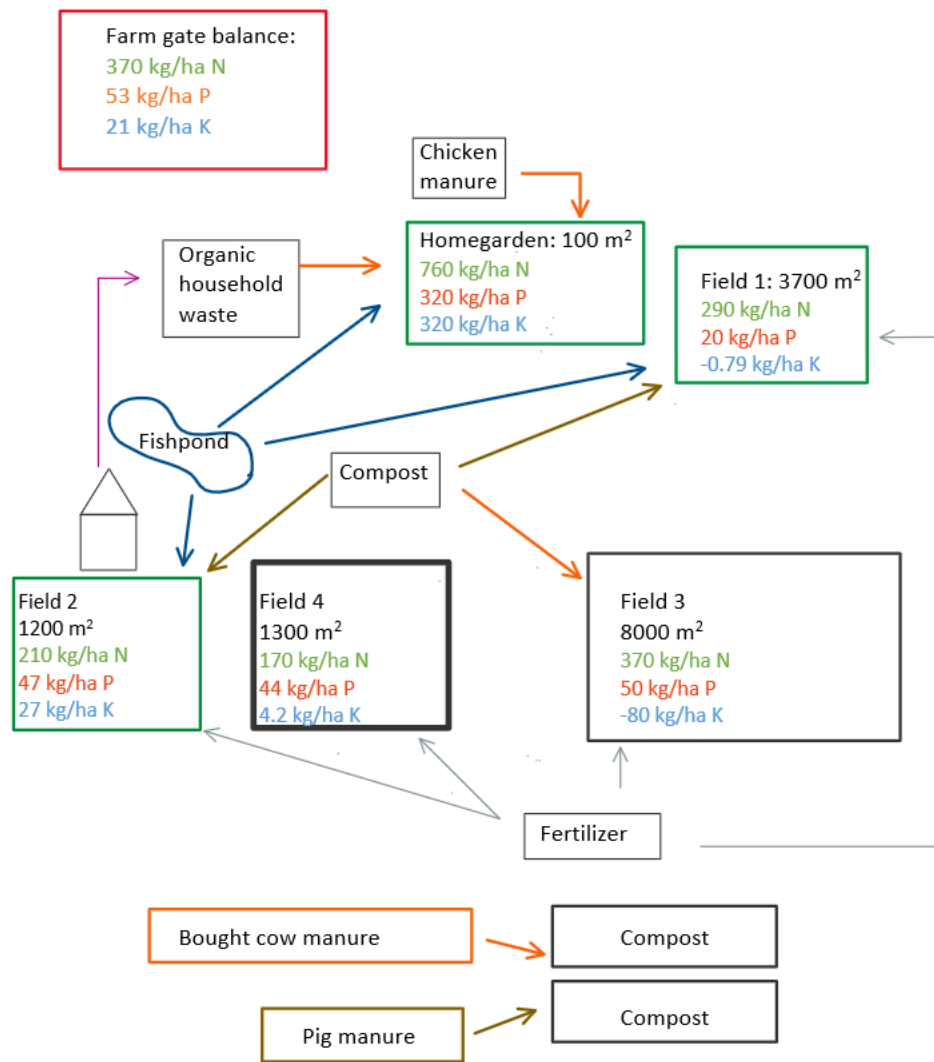 Farm gate balance:
370 kg/ha N
53 kg/ha P
21 kg/ha K
Chicken
manure
Organic
household
waste
Homegarden: 100 m²
760 kg/ha N
320 kg/ha P
320 kg/ha K
Field 1: 3700 m²
290 kg/ha N
20 kg/ha P
-0.79 kg/ha K
Fishpond
Compost
Field 2
1200 m²
210 kg/ha N
47 kg/ha P
27 kg/ha K
Field 4
1300 m²
170 kg/ha N
44 kg/ha P
4.2 kg/ha K
Field 3
8000 m²
370 kg/ha N
50 kg/ha P
-80 kg/ha K
Fertilizer
Bought cow manure
Compost
Pig manure
Compost